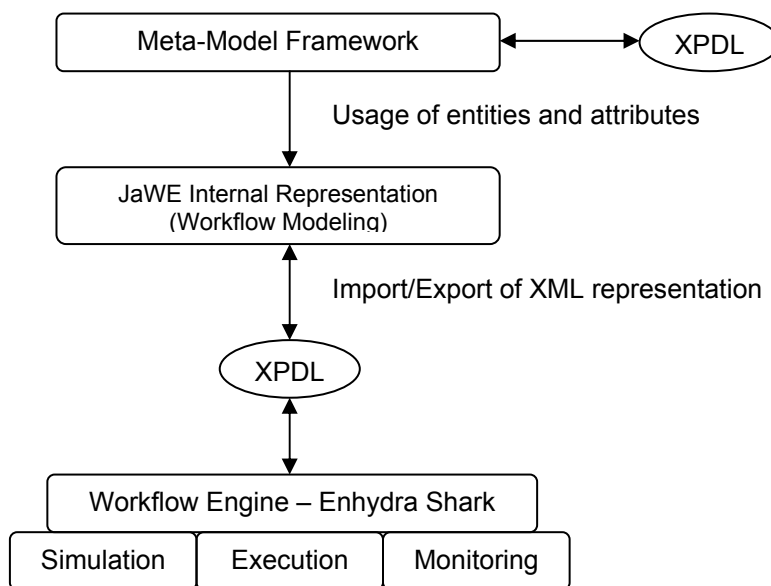 Meta-Model Framework
XPDL
Usage of entities and attributes
JaWE Internal Representation
(Workflow Modeling)
Import/Export of XML representation
XPDL
Workflow Engine – Enhydra Shark
Simulation
Execution
Monitoring